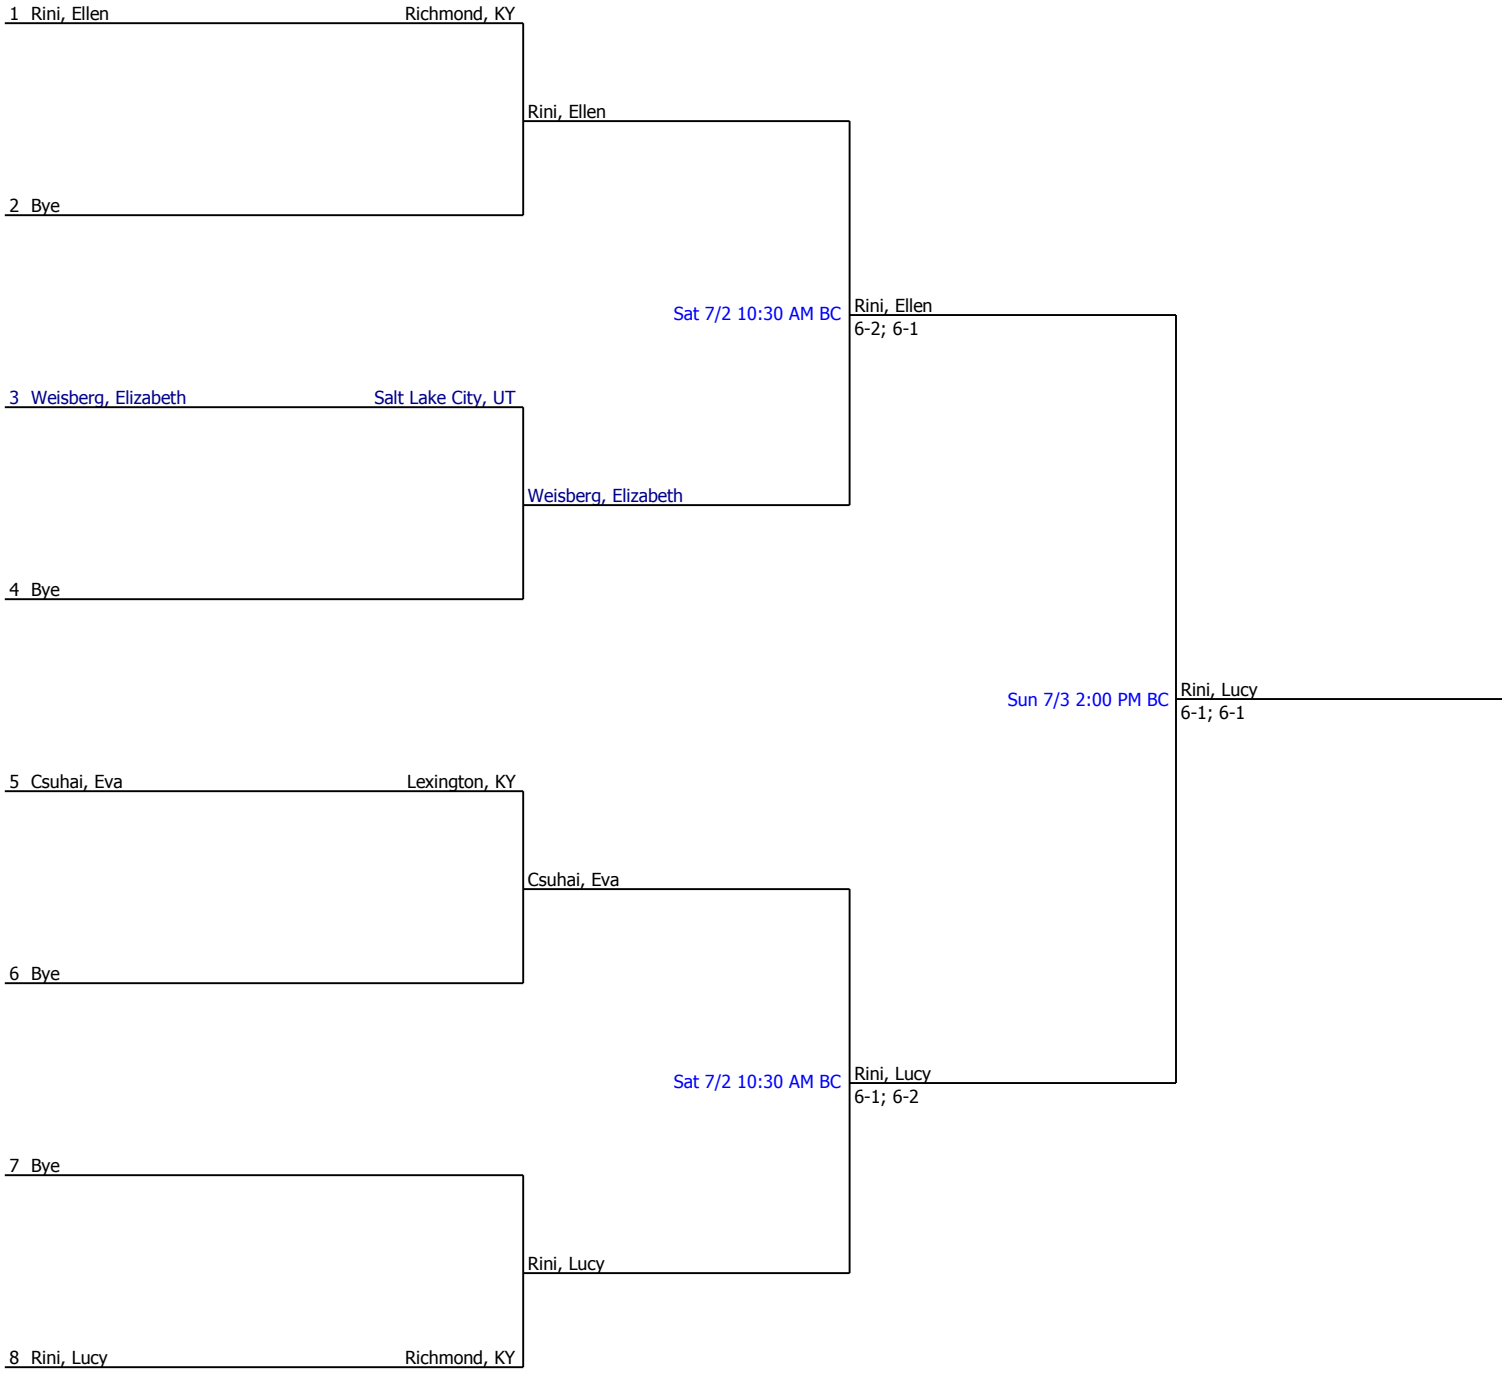 1 Rini, Ellen Richmond, KY
Rini, Ellen
2 Bye
Sat 7/2 10:30 AM BC
Rini, Ellen
6-2; 6-1
3 Weisberg, Elizabeth Salt Lake City, UT
Weisberg, Elizabeth
4 Bye
Sun 7/3 2:00 PM BC
Rini, Lucy
6-1; 6-1
5 Csuhai, Eva Lexington, KY
Csuhai, Eva
6 Bye
Sat 7/2 10:30 AM BC
Rini, Lucy
6-1; 6-2
7 Bye
Rini, Lucy
8 Rini, Lucy Richmond, KY